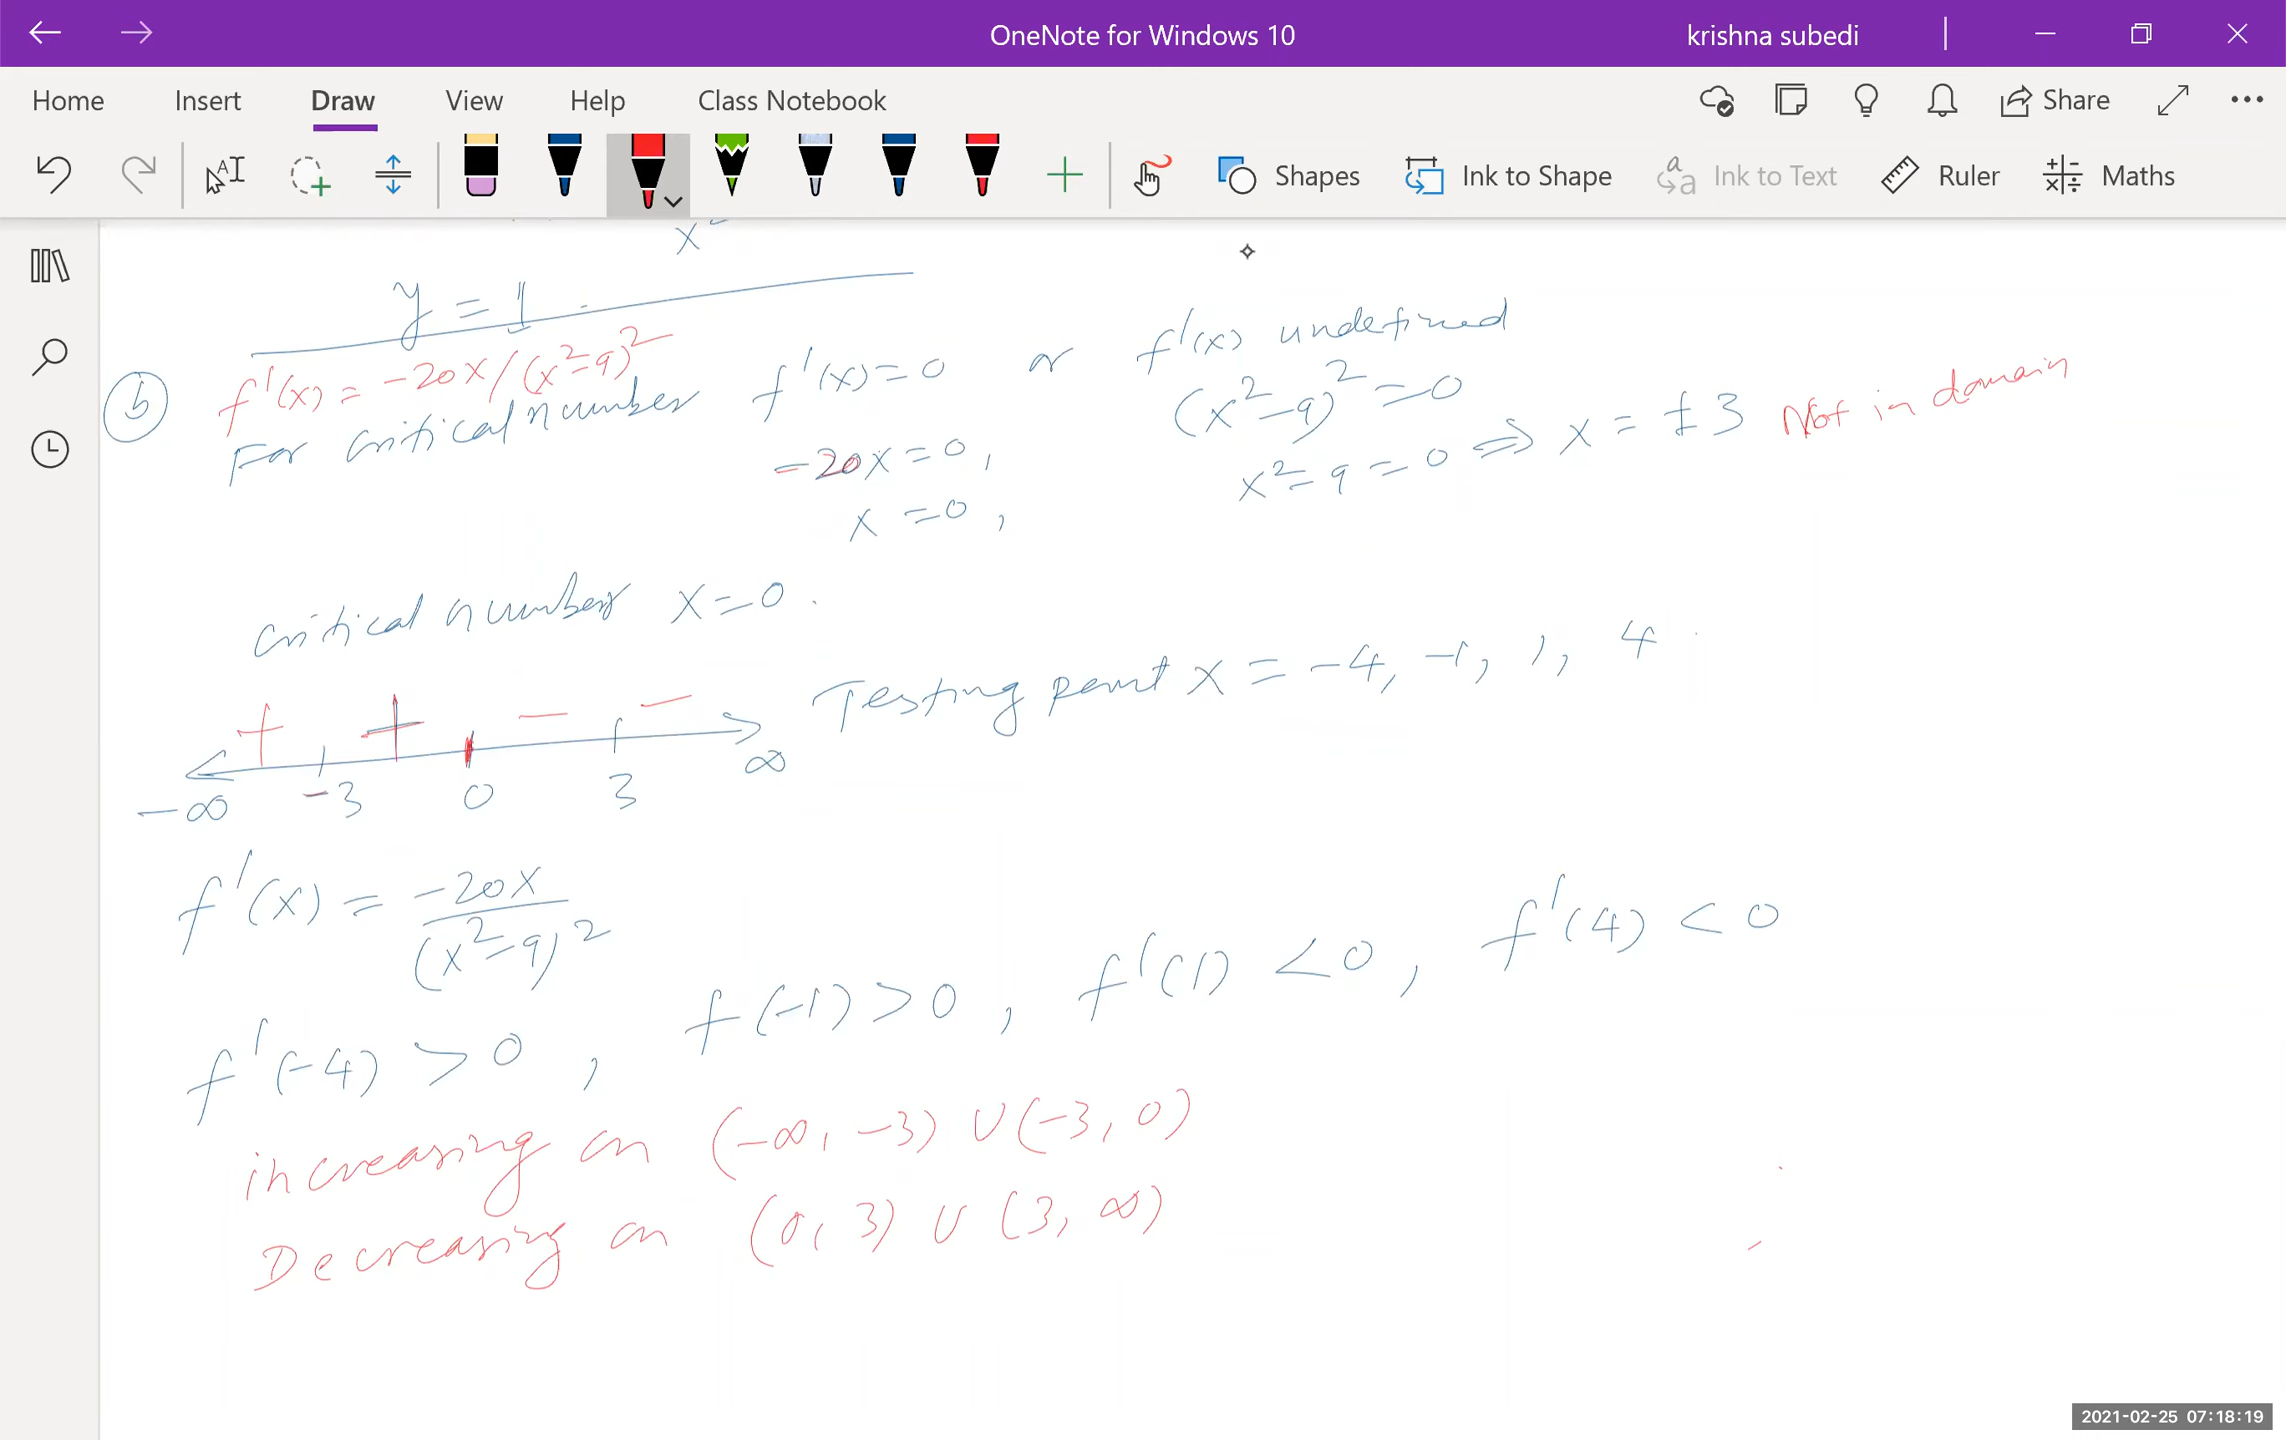 OneNote for Windows 10
krishna subedi
Home Insert Draw View Help Class Notebook
Share
Shapes Ink to Shape Ink to Text Ruler Maths
x²
y = 1
f'(x) = -20x/(x²-9)²
b
For critical number f'(x) = 0 or f'(x) undefined
(x²-9)² = 0
-20x = 0,
x² - 9 = 0 ⇒ x = ±3 Not in domain
x = 0,
critical number x = 0.
Testing point x = -4, -1, 1, 4
+ + - -
-∞ -3 0 3 ∞
f'(x) = -20x / (x²-9)²
f'(-4) > 0, f(-1) > 0, f'(1) < 0, f'(4) < 0
increasing on (-∞, -3) ∪ (-3, 0)
Decreasing on (0, 3) ∪ (3, ∞)
2021-02-25 07:18:19